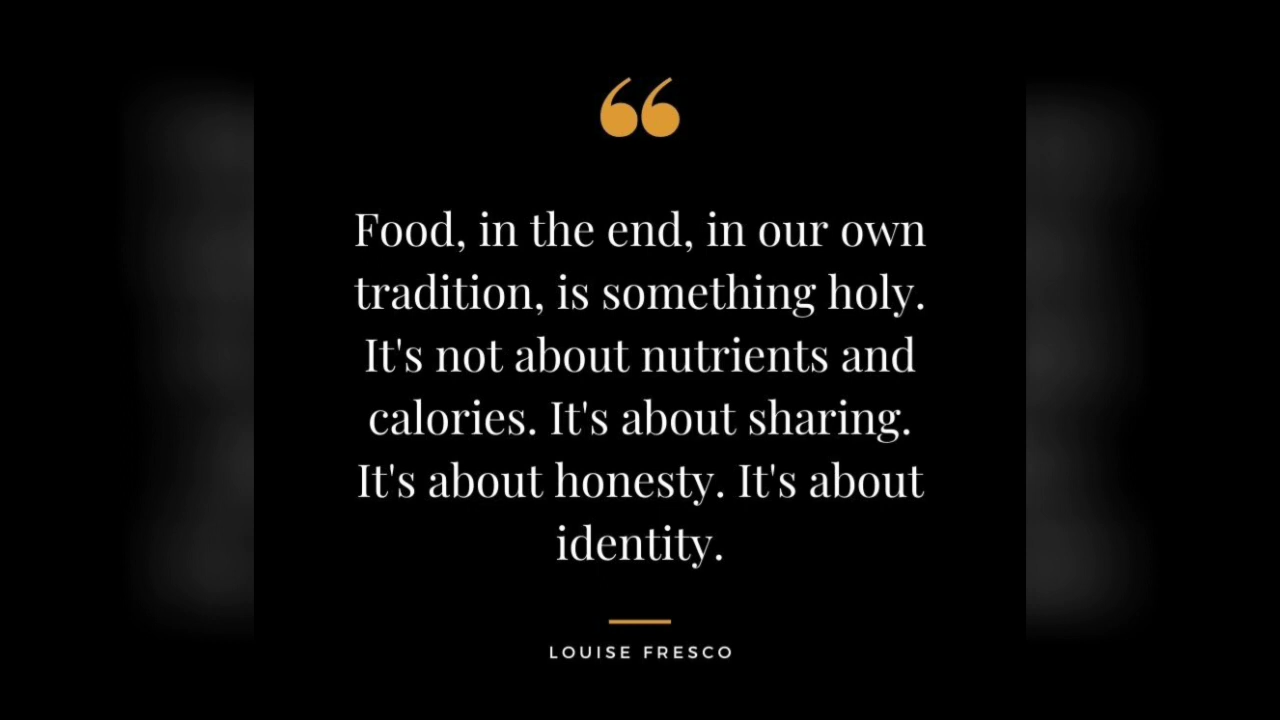 “
Food, in the end, in our own
tradition, is something holy.
It's not about nutrients and
calories. It's about sharing.
It's about honesty. It's about
identity.
LOUISE FRESCO